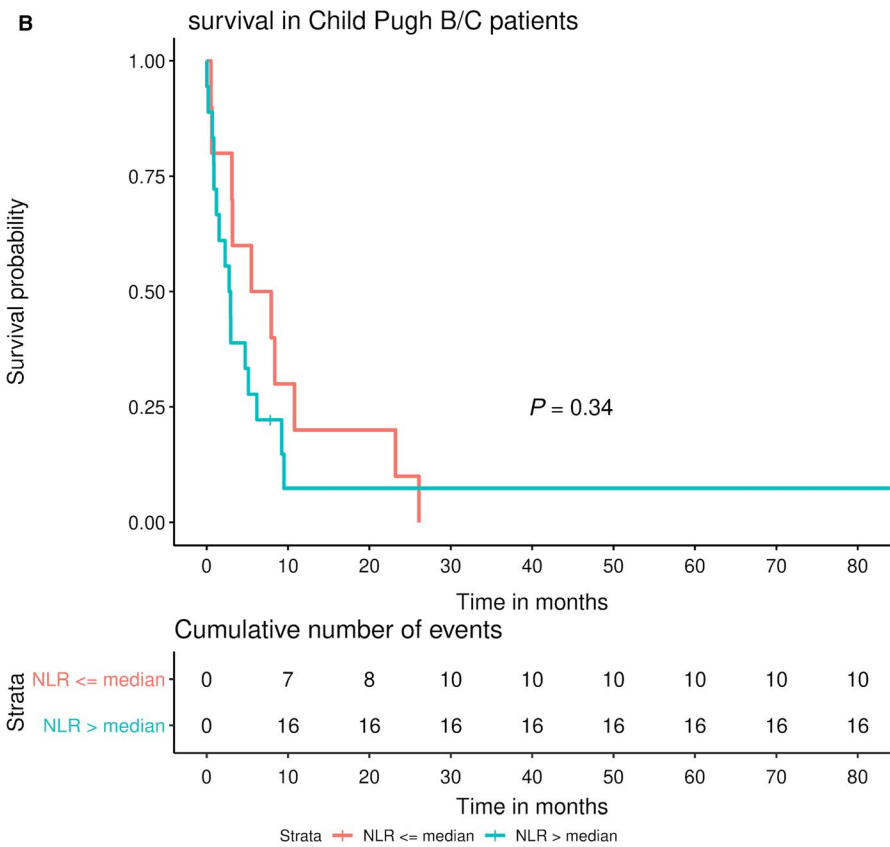 B
survival in Child Pugh B/C patients
Survival probability
1.00
0.75
0.50
0.25
0.00
P = 0.34
0 10 20 30 40 50 60 70 80
Time in months
Cumulative number of events
Strata
NLR <= median 0 7 8 10 10 10 10 10 10
NLR > median 0 16 16 16 16 16 16 16 16
0 10 20 30 40 50 60 70 80
Time in months
Strata NLR <= median NLR > median